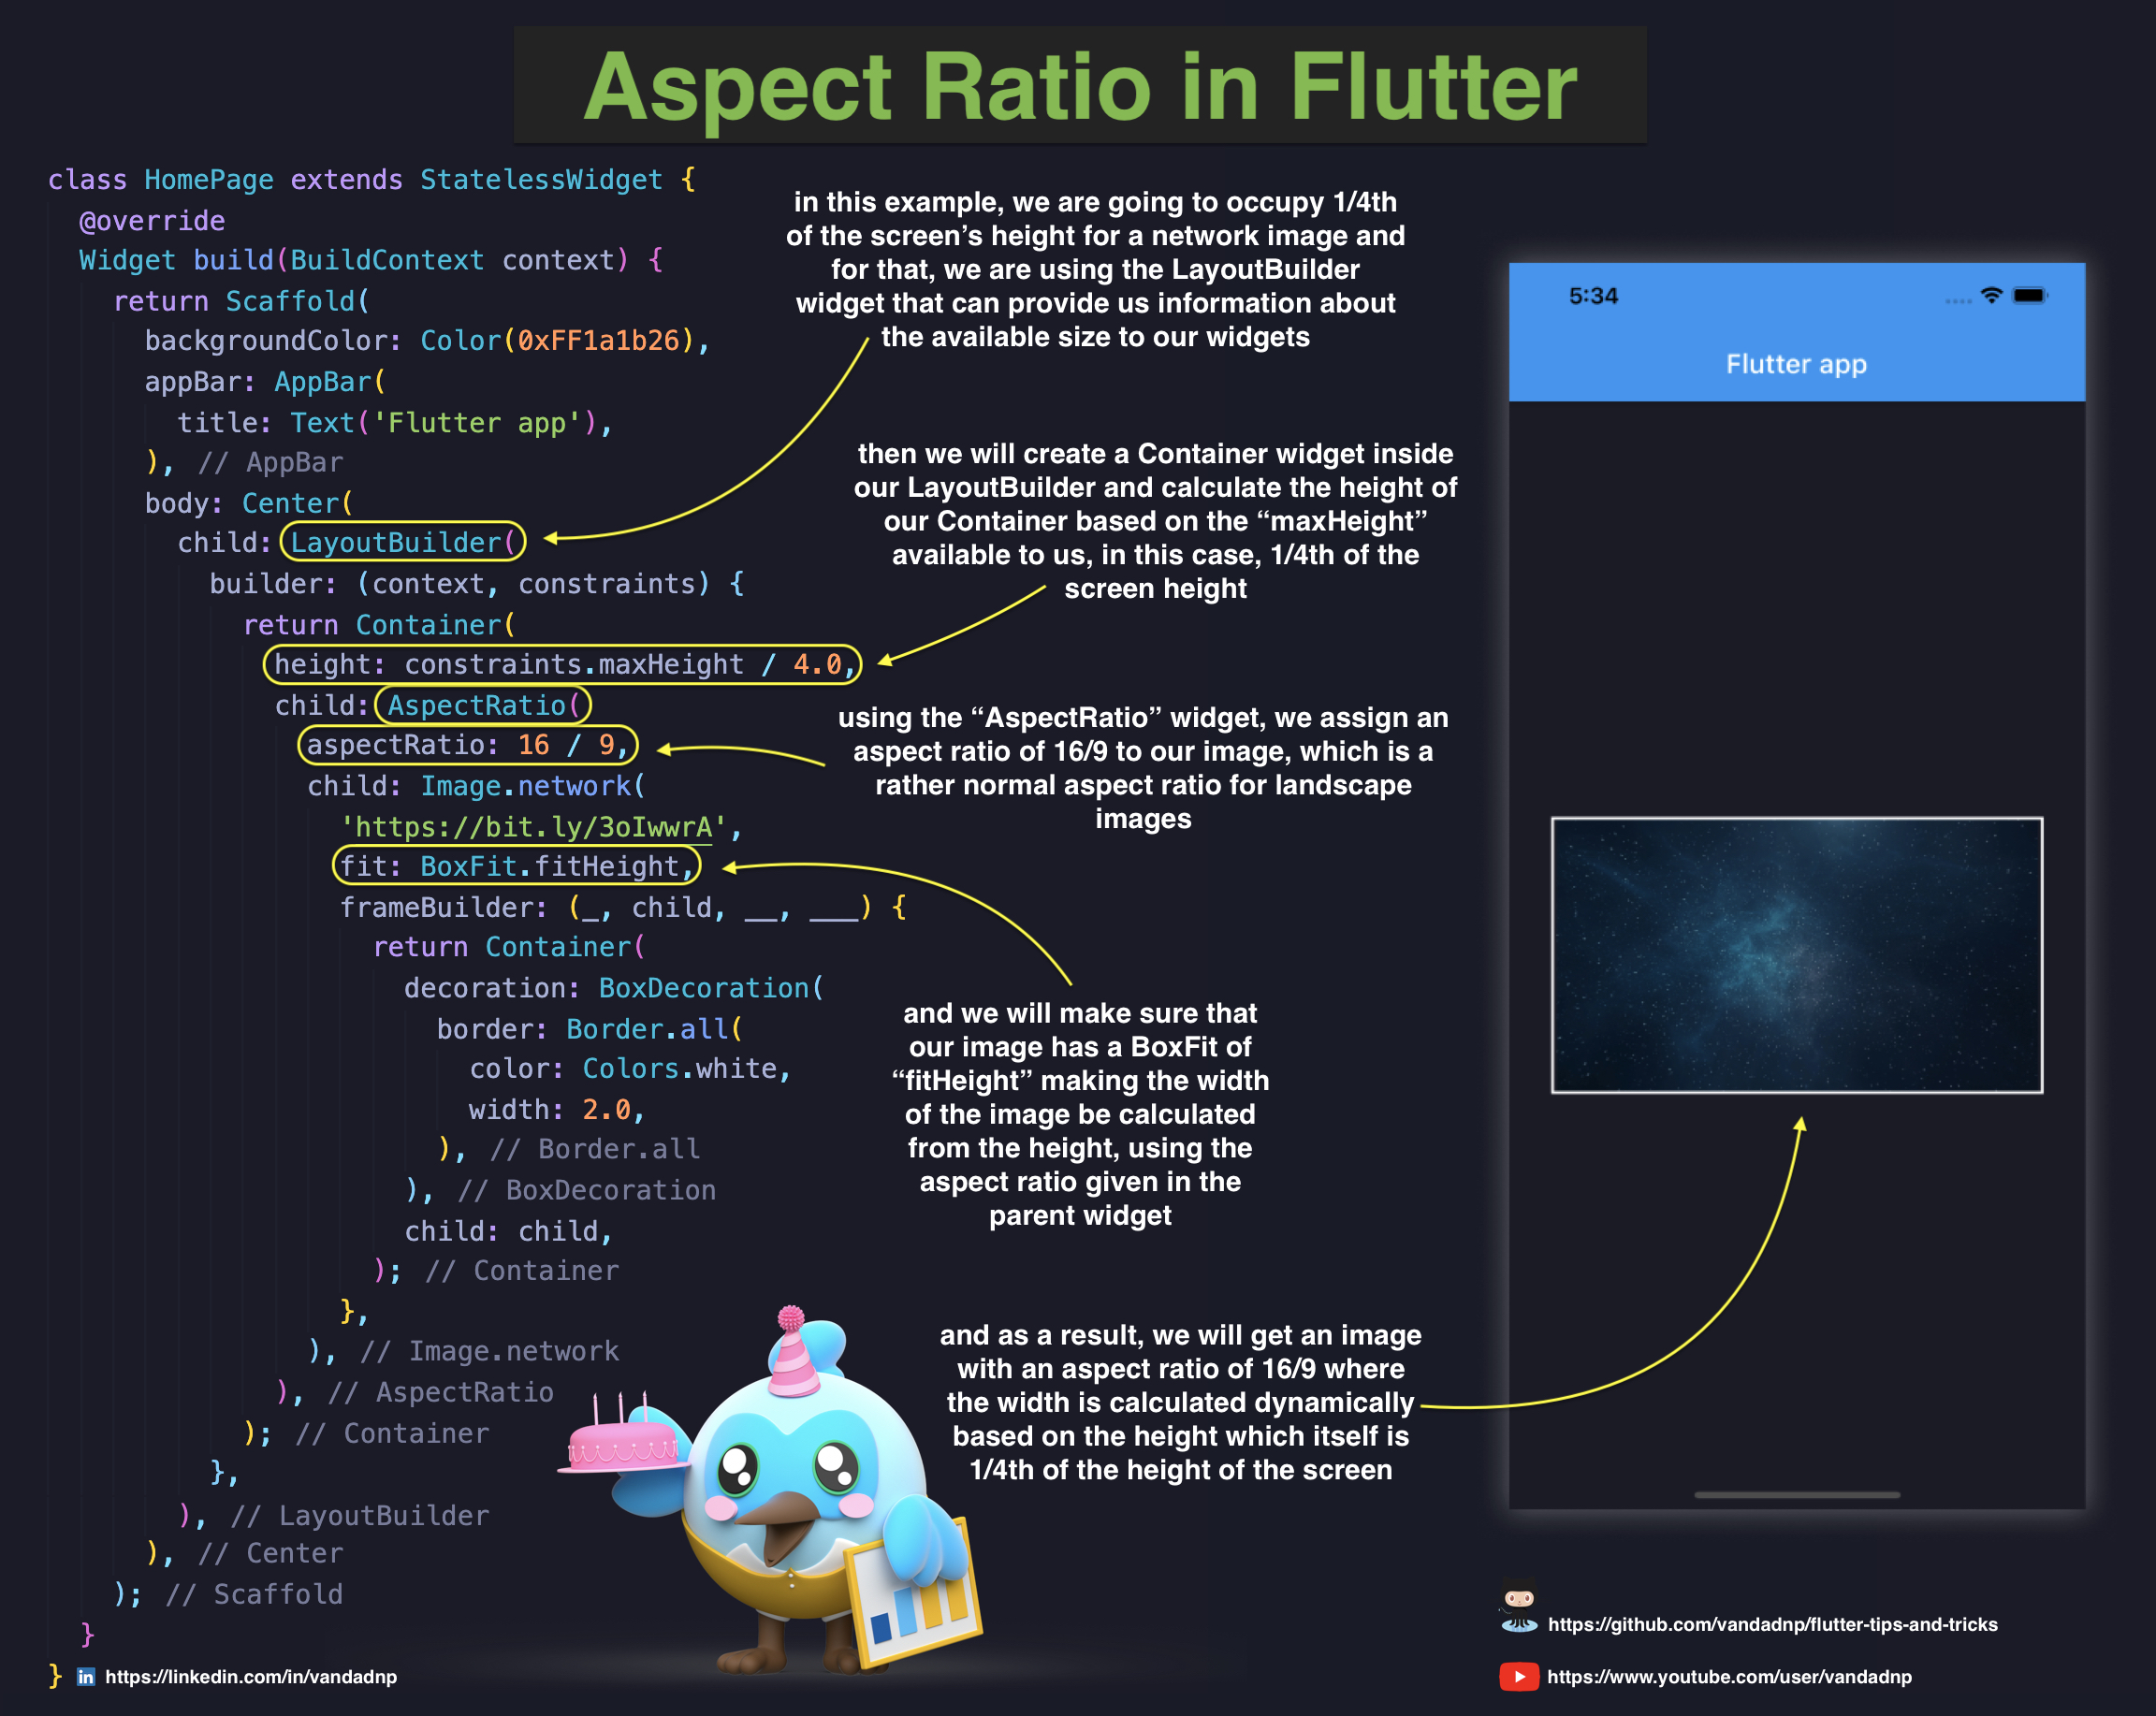 Aspect Ratio in Flutter
class HomePage extends StatelessWidget {
@override
Widget build(BuildContext context) {
return Scaffold(
backgroundColor: Color(0xFF1a1b26),
appBar: AppBar(
title: Text('Flutter app'),
), // AppBar
body: Center(
child: LayoutBuilder(
builder: (context, constraints) {
return Container(
height: constraints.maxHeight / 4.0,
child: AspectRatio(
aspectRatio: 16 / 9,
child: Image.network(
'https://bit.ly/3oIwwrA',
fit: BoxFit.fitHeight,
frameBuilder: (_, child, __, ___) {
return Container(
decoration: BoxDecoration(
border: Border.all(
color: Colors.white,
width: 2.0,
), // Border.all
), // BoxDecoration
child: child,
); // Container
},
), // Image.network
), // AspectRatio
); // Container
},
), // LayoutBuilder
), // Center
); // Scaffold
}
}
in this example, we are going to occupy 1/4th
of the screen’s height for a network image and
for that, we are using the LayoutBuilder
widget that can provide us information about
the available size to our widgets
then we will create a Container widget inside
our LayoutBuilder and calculate the height of
our Container based on the “maxHeight”
available to us, in this case, 1/4th of the
screen height
using the “AspectRatio” widget, we assign an
aspect ratio of 16/9 to our image, which is a
rather normal aspect ratio for landscape
images
and we will make sure that
our image has a BoxFit of
“fitHeight” making the width
of the image be calculated
from the height, using the
aspect ratio given in the
parent widget
and as a result, we will get an image
with an aspect ratio of 16/9 where
the width is calculated dynamically
based on the height which itself is
1/4th of the height of the screen
5:34
Flutter app
in https://linkedin.com/in/vandadnp
https://github.com/vandadnp/flutter-tips-and-tricks
https://www.youtube.com/user/vandadnp